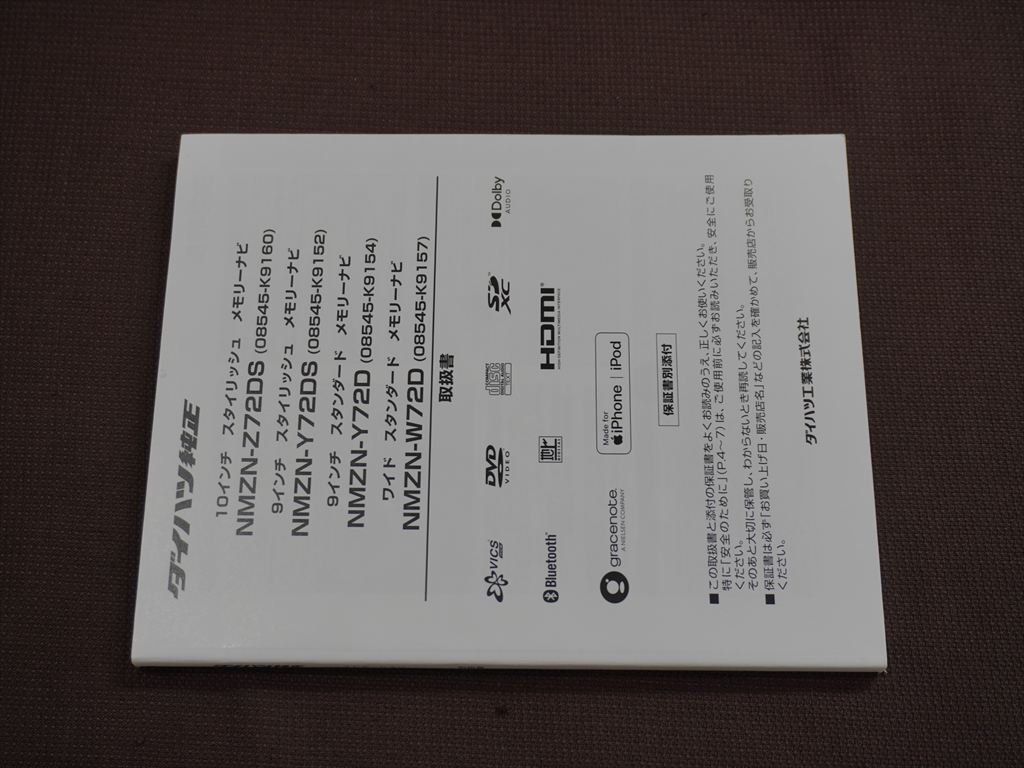 ダイハツ純正
10インチ スタイリッシュ メモリーナビ
NMZN-Z72DS (08545-K9160)
9インチ スタイリッシュ メモリーナビ
NMZN-Y72DS (08545-K9152)
9インチ スタンダード メモリーナビ
NMZN-Y72D (08545-K9154)
ワイド スタンダード メモリーナビ
NMZN-W72D (08545-K9157)
取扱書
VICS
DVD
VIDEO
COMPACT
disc
DIGITAL AUDIO
TEXT
SD
XC
™
Dolby
AUDIO
Bluetooth®
HDMI®
HIGH-DEFINITION MULTIMEDIA INTERFACE
gracenote.
A NIELSEN COMPANY
Made for
iPhone | iPod
保証書別添付
■この取扱書と添付の保証書をよくお読みのうえ、正しくお使いください。
特に「安全のために」(P.4～7)は、ご使用前に必ずお読みいただき、安全にご使用
ください。
そのあと大切に保管し、わからないとき再読してください。
■保証書は必ず「お買い上げ日・販売店名」などの記入を確かめて、販売店からお受取り
ください。
ダイハツ工業株式会社